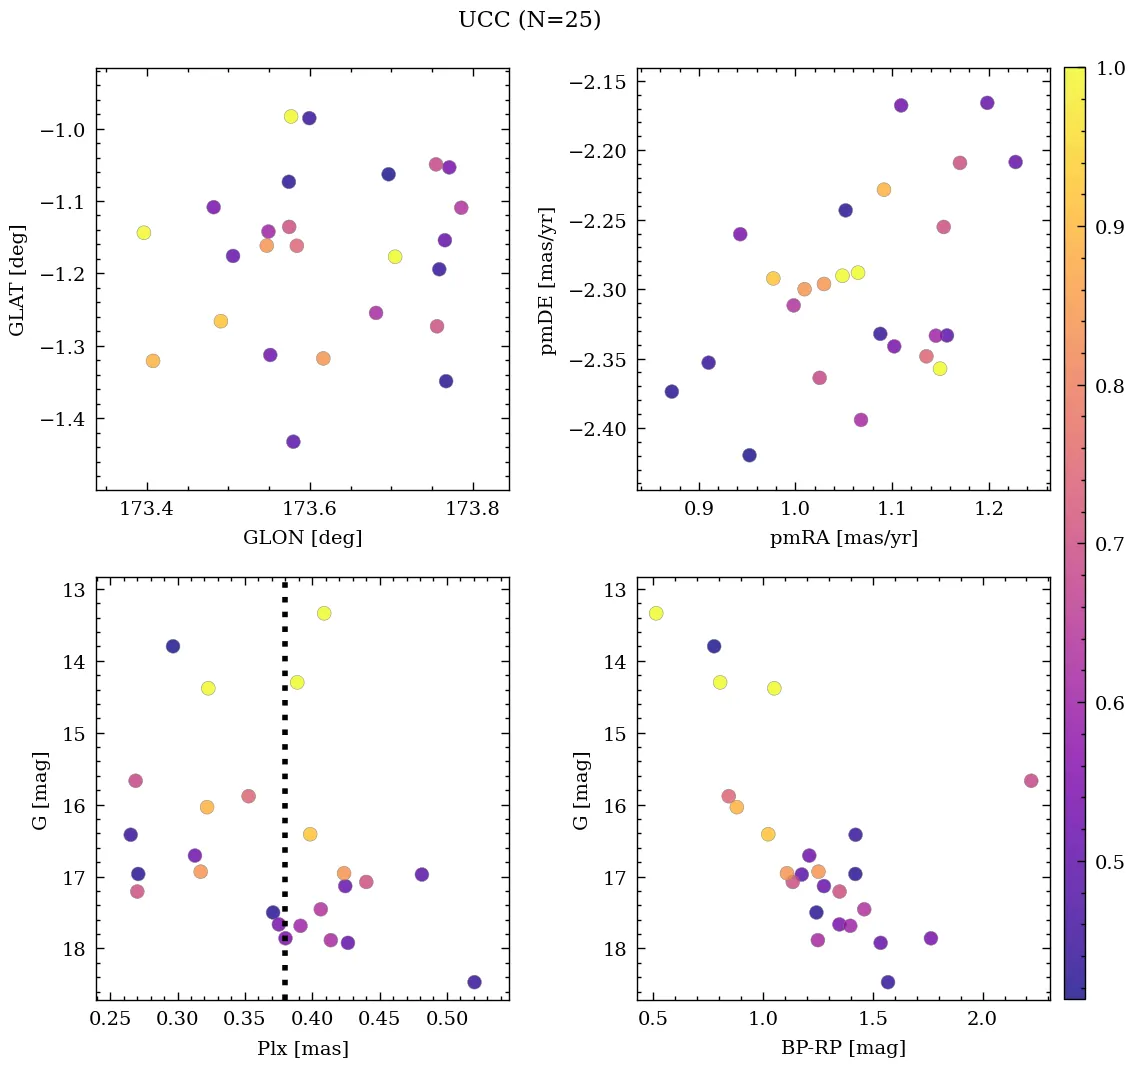 UCC (N=25)
−1.0
−1.1
−1.2
−1.3
−1.4
GLAT [deg]
173.4 173.6 173.8
GLON [deg]
−2.15
−2.20
−2.25
−2.30
−2.35
−2.40
pmDE [mas/yr]
0.9 1.0 1.1 1.2
pmRA [mas/yr]
13
14
15
16
17
18
G [mag]
0.25 0.30 0.35 0.40 0.45 0.50
Plx [mas]
13
14
15
16
17
18
G [mag]
0.5 1.0 1.5 2.0
BP-RP [mag]
1.0
0.9
0.8
0.7
0.6
0.5